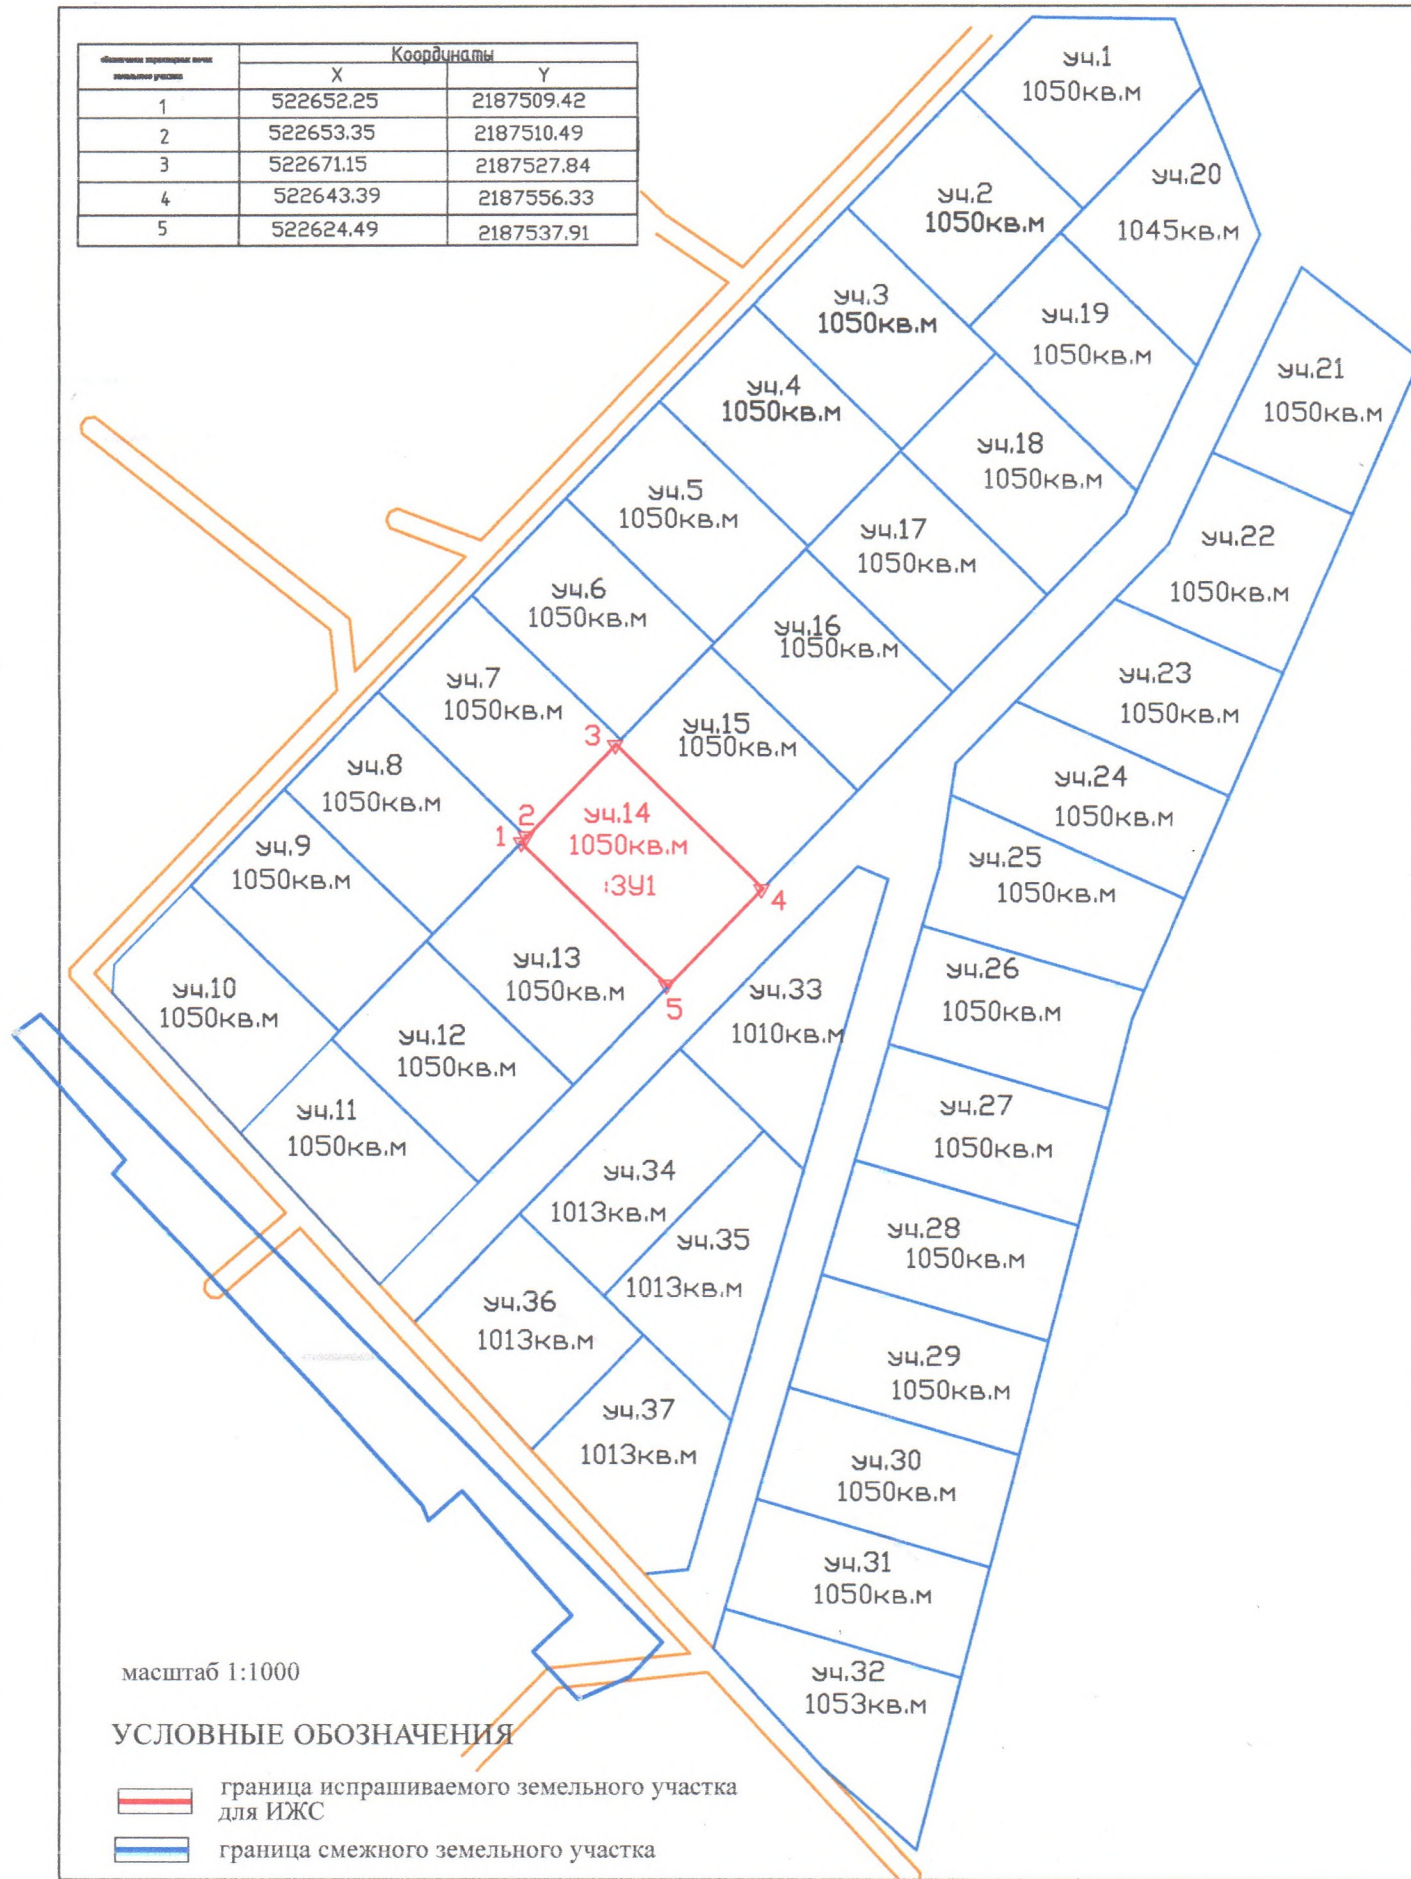 Координаты
X Y
1 522652.25 2187509.42
2 522653.35 2187510.49
3 522671.15 2187527.84
4 522643.39 2187556.33
5 522624.49 2187537.91
уч.1
1050кв.м
уч.20
1045кв.м
уч.2
1050кв.м
уч.3
1050кв.м
уч.19
1050кв.м
уч.21
1050кв.м
уч.4
1050кв.м
уч.18
1050кв.м
уч.5
1050кв.м
уч.17
1050кв.м
уч.22
1050кв.м
уч.6
1050кв.м
уч.16
1050кв.м
уч.7
1050кв.м
уч.23
1050кв.м
уч.15
1050кв.м
3
уч.8
1050кв.м
уч.24
1050кв.м
2
1
уч.14
1050кв.м
:ЗУ1
4
5
уч.9
1050кв.м
уч.25
1050кв.м
уч.13
1050кв.м
уч.26
1050кв.м
уч.10
1050кв.м
уч.33
1010кв.м
уч.12
1050кв.м
уч.11
1050кв.м
уч.27
1050кв.м
уч.34
1013кв.м
уч.28
1050кв.м
уч.35
1013кв.м
уч.36
1013кв.м
уч.29
1050кв.м
уч.37
1013кв.м
уч.30
1050кв.м
уч.31
1050кв.м
уч.32
1053кв.м
масштаб 1:1000
УСЛОВНЫЕ ОБОЗНАЧЕНИЯ
граница испрашиваемого земельного участка
для ИЖС
граница смежного земельного участка